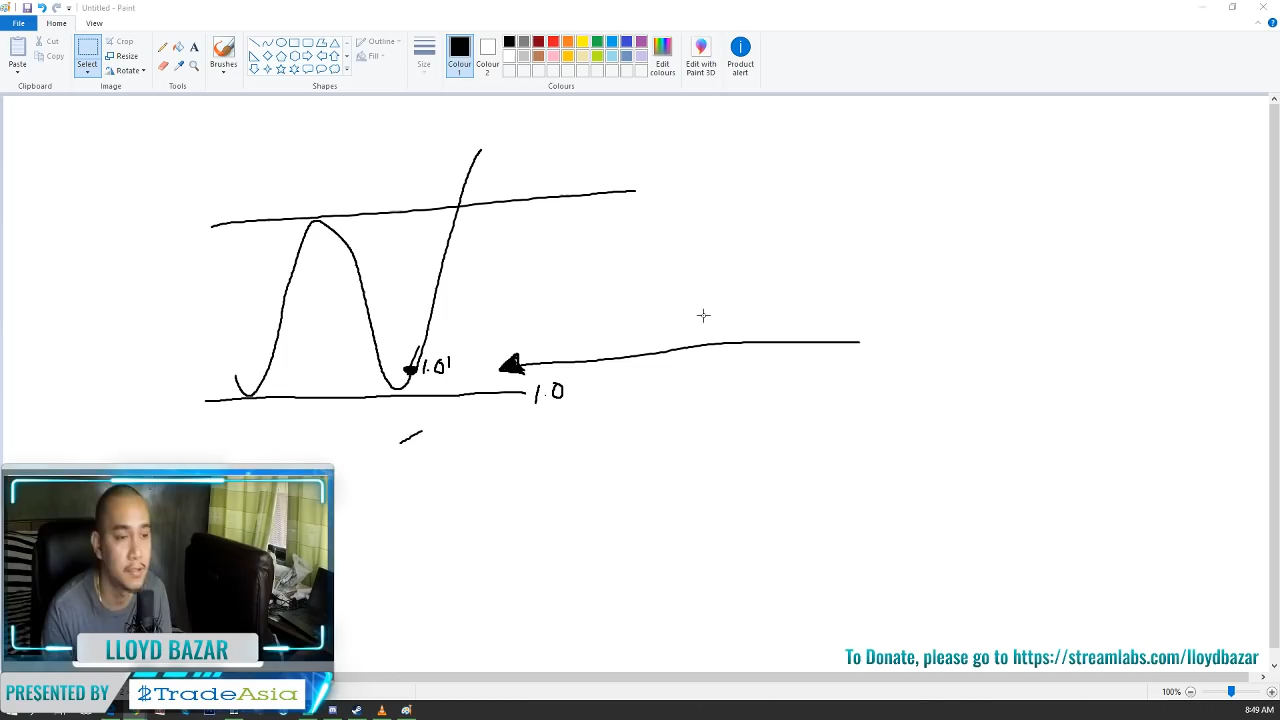 Untitled - Paint
File Home View
Paste
Cut
Copy
Clipboard
Select
Crop
Resize
Rotate
Image
A
Tools
Brushes
Outline
Fill
Shapes
Size
Colour 1
Colour 2
Edit colours
Colours
Edit with Paint 3D
Product alert
1.01
1.0
LLOYD BAZAR
PRESENTED BY $TradeAsia
To Donate, please go to https://streamlabs.com/lloydbazar
100%
8:49 AM